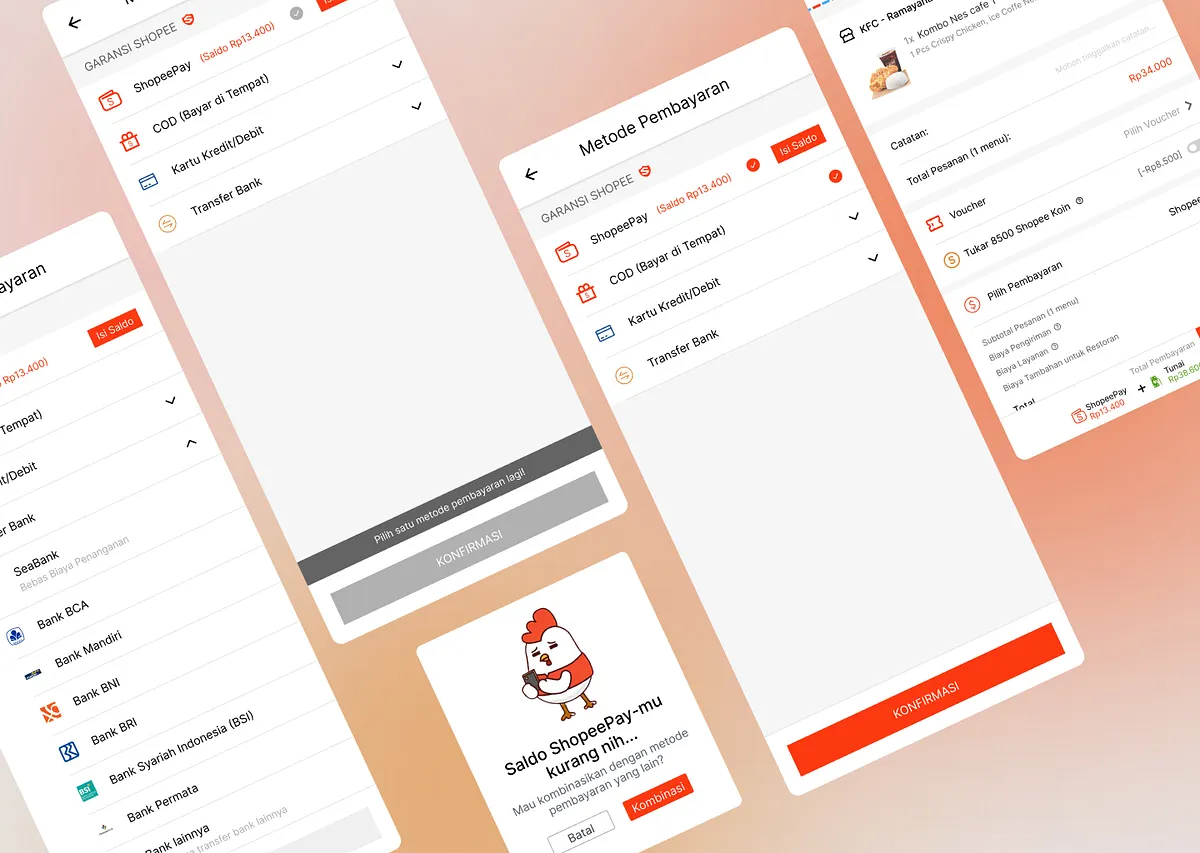 GARANSI SHOPEE
ShopeePay (Saldo Rp13.400)
COD (Bayar di Tempat)
Kartu Kredit/Debit
Transfer Bank
Pilih satu metode pembayaran lagi!
KONFIRMASI
Isi Saldo
Rp13.400)
Tempat)
Bank
SeaBank
Bebas Biaya Penanganan
Bank BCA
Bank Mandiri
Bank BNI
Bank BRI
BSI
Bank Syariah Indonesia (BSI)
Bank Permata
Bank lainnya
transfer bank lainnya
Saldo ShopeePay-mu
kurang nih...
Mau kombinasikan dengan metode
pembayaran yang lain?
Batal
Kombinasi
Metode Pembayaran
GARANSI SHOPEE
ShopeePay (Saldo Rp13.400)
Isi Saldo
COD (Bayar di Tempat)
Kartu Kredit/Debit
Transfer Bank
KONFIRMASI
KFC - Ramayana
1x Kombo Nes cafe
1 Pcs Crispy Chicken, ice Coffe
Catatan: Mohon tinggalkan catatan...
Total Pesanan (1 menu): Rp34.000
Voucher Pilih Voucher
Tukar 8500 Shopee Koin [-Rp8.500]
Pilih Pembayaran
Subtotal Pesanan (1 menu)
Biaya Pengiriman
Biaya Layanan
Biaya Tambahan untuk Restoran
Total
Total Pembayaran
ShopeePay
Rp13.400
+
Tunai